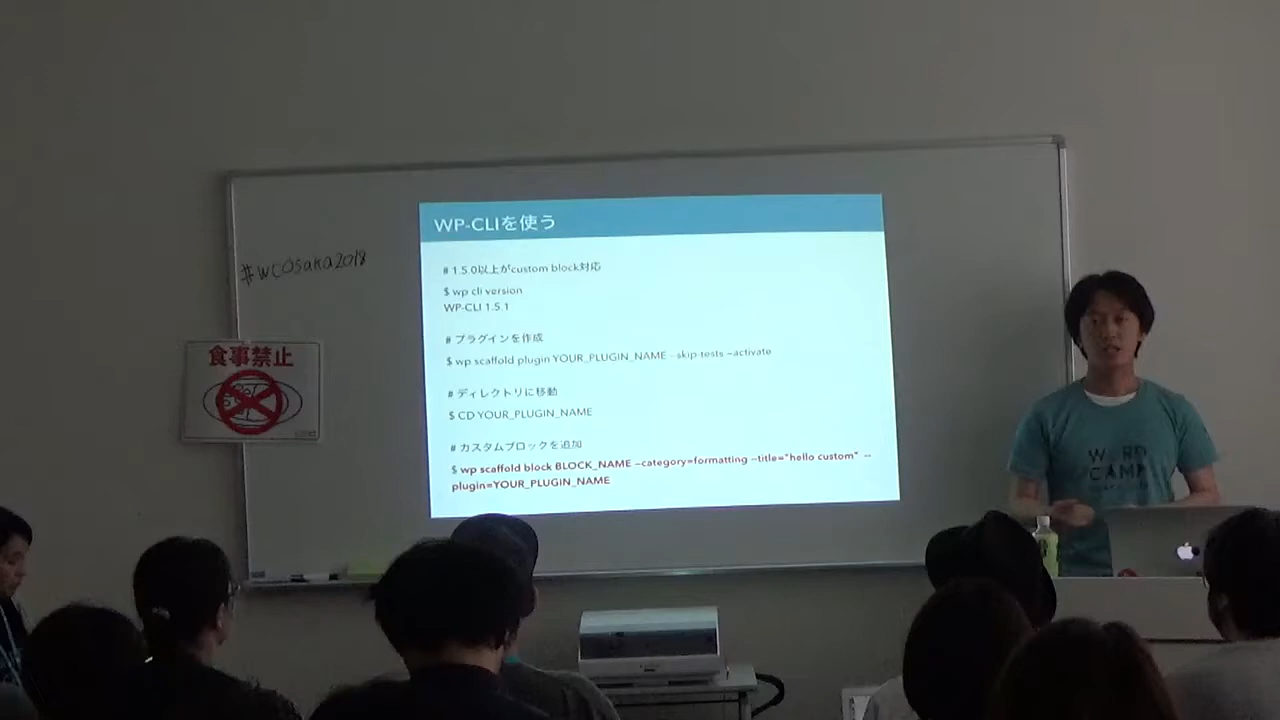 WP-CLIを使う
# 1.5.0以上がcustom block対応
$ wp cli version
WP-CLI 1.5.1
# プラグインを作成
$ wp scaffold plugin YOUR_PLUGIN_NAME --skip-tests --activate
# ディレクトリに移動
$ CD YOUR_PLUGIN_NAME
# カスタムブロックを追加
$ wp scaffold block BLOCK_NAME --category=formatting --title="hello custom" --
plugin=YOUR_PLUGIN_NAME
#WCOsaka2018
食事禁止
WORD
CAMP